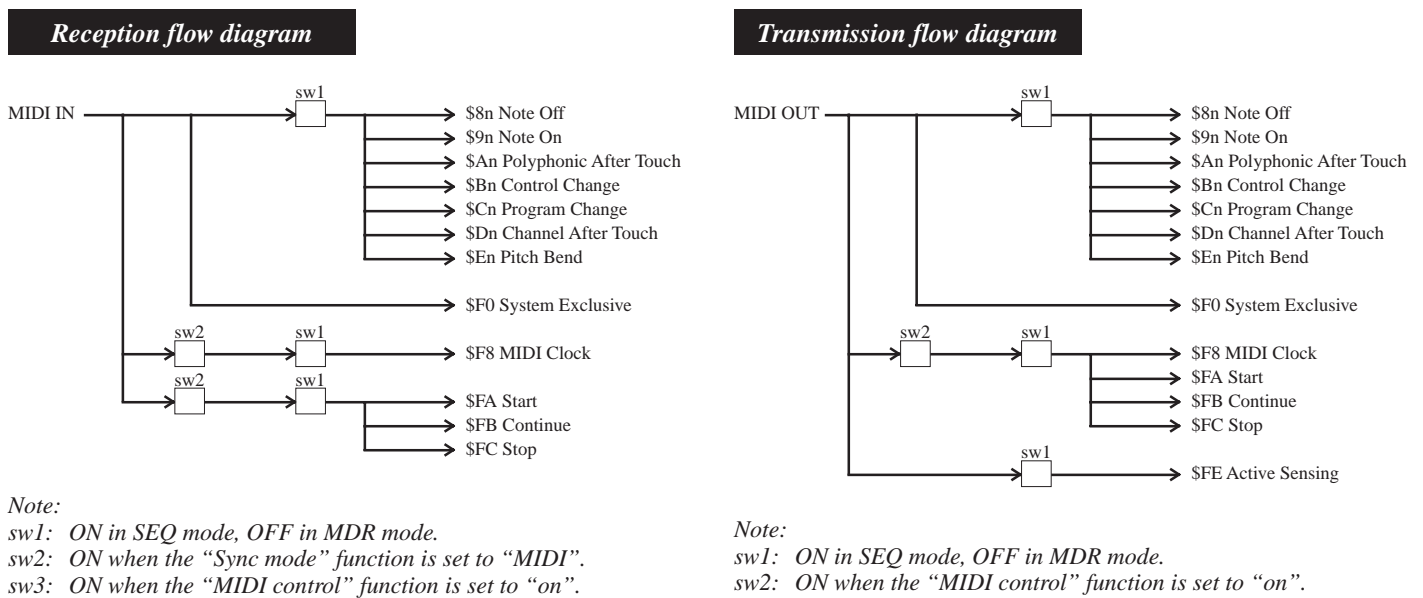 Reception flow diagram
MIDI IN
sw1
$8n Note Off
$9n Note On
$An Polyphonic After Touch
$Bn Control Change
$Cn Program Change
$Dn Channel After Touch
$En Pitch Bend
$F0 System Exclusive
sw2
sw1
$F8 MIDI Clock
sw2
sw1
$FA Start
$FB Continue
$FC Stop
Note:
sw1: ON in SEQ mode, OFF in MDR mode.
sw2: ON when the “Sync mode” function is set to “MIDI”.
sw3: ON when the “MIDI control” function is set to “on”.
Transmission flow diagram
MIDI OUT
sw1
$8n Note Off
$9n Note On
$An Polyphonic After Touch
$Bn Control Change
$Cn Program Change
$Dn Channel After Touch
$En Pitch Bend
$F0 System Exclusive
sw2
sw1
$F8 MIDI Clock
$FA Start
$FB Continue
$FC Stop
sw1
$FE Active Sensing
Note:
sw1: ON in SEQ mode, OFF in MDR mode.
sw2: ON when the “MIDI control” function is set to “on”.